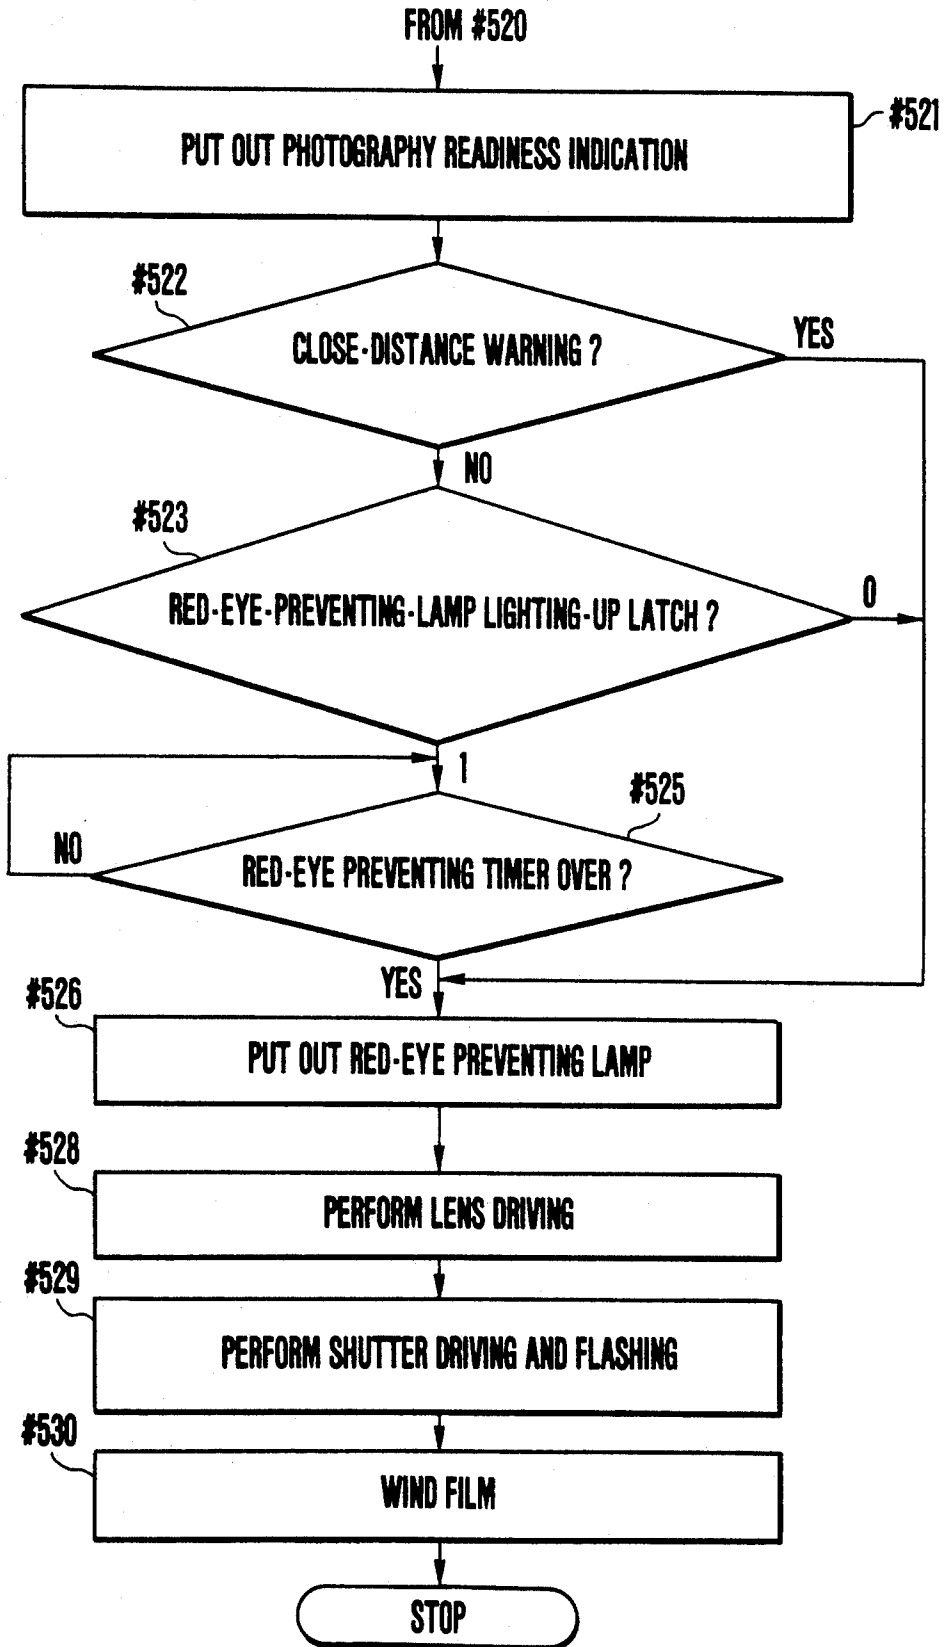 FROM #520
#521
PUT OUT PHOTOGRAPHY READINESS INDICATION
#522
CLOSE-DISTANCE WARNING ?
YES
NO
#523
RED-EYE-PREVENTING-LAMP LIGHTING-UP LATCH ?
0
1
#525
RED-EYE PREVENTING TIMER OVER ?
NO
YES
#526
PUT OUT RED-EYE PREVENTING LAMP
#528
PERFORM LENS DRIVING
#529
PERFORM SHUTTER DRIVING AND FLASHING
#530
WIND FILM
STOP